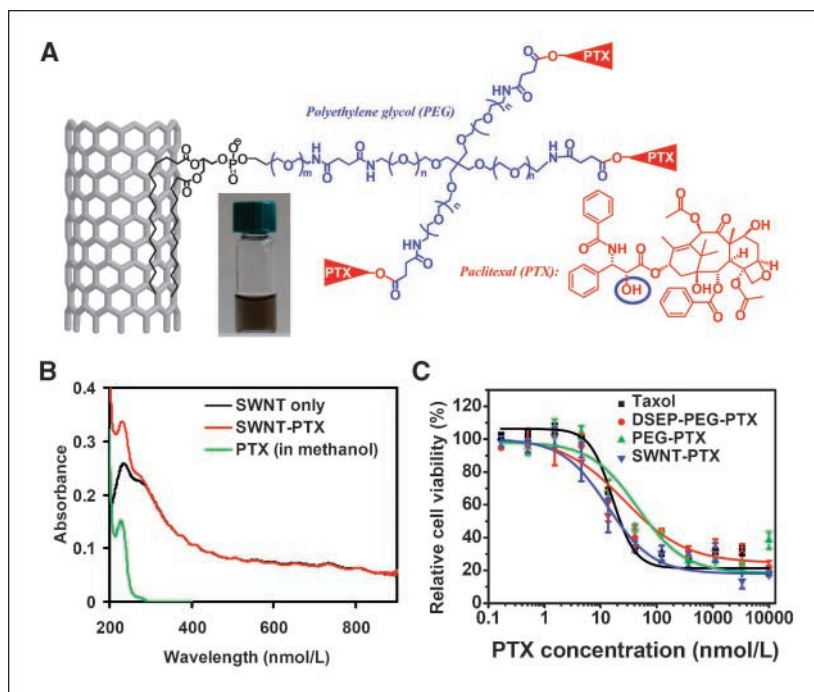 A
PTX
Polyethylene glycol (PEG)
PTX
PTX
Paclitexal (PTX):
OH
B
SWNT only
SWNT-PTX
PTX (in methanol)
Absorbance
0.4
0.3
0.2
0.1
0
200 400 600 800
Wavelength (nmol/L)
C
Taxol
DSEP-PEG-PTX
PEG-PTX
SWNT-PTX
Relative cell viability (%)
120
100
80
60
40
20
0
0.1 1 10 100 1000 10000
PTX concentration (nmol/L)